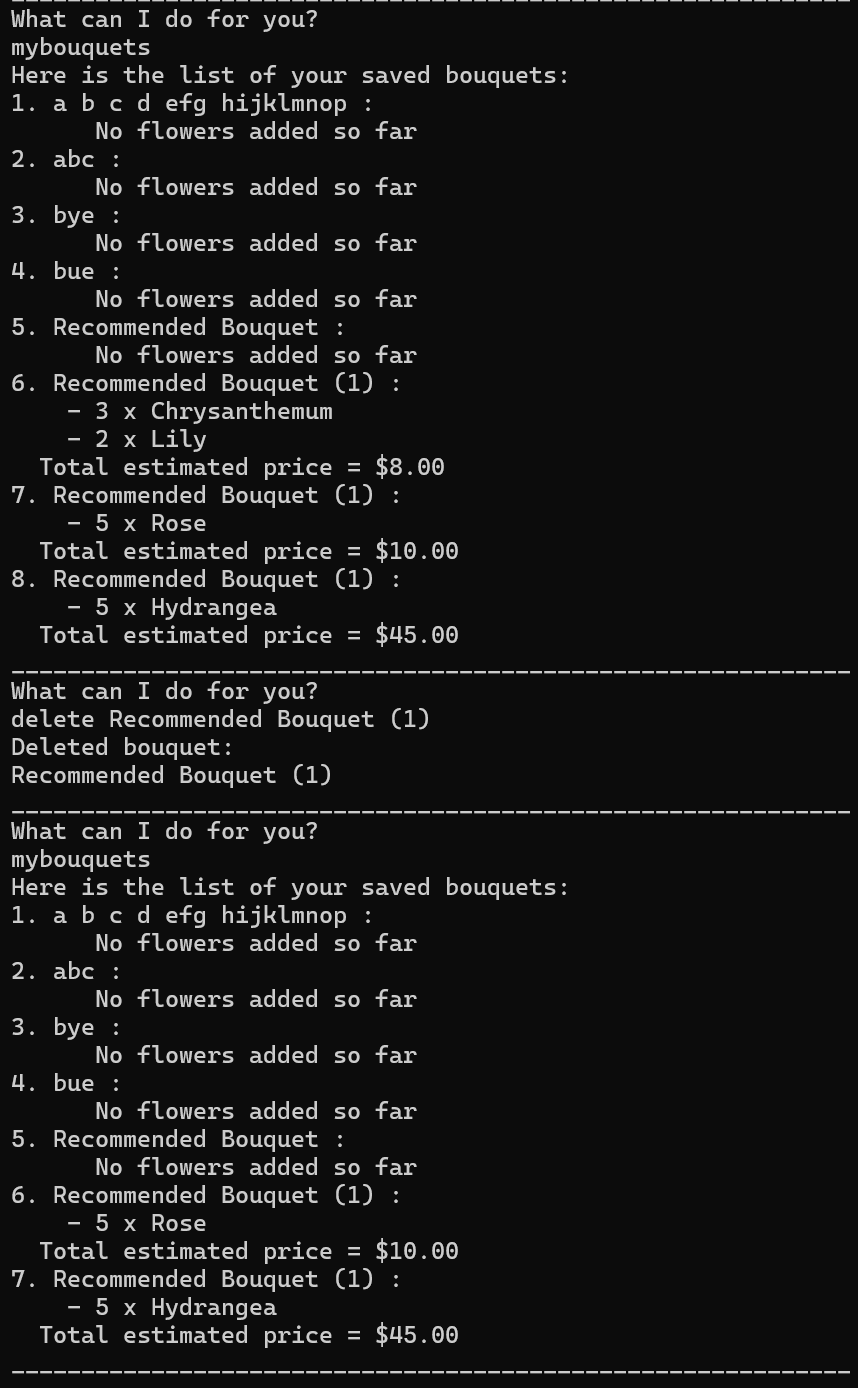 What can I do for you?
mybouquets
Here is the list of your saved bouquets:
1. a b c d efg hijklmnop :
No flowers added so far
2. abc :
No flowers added so far
3. bye :
No flowers added so far
4. bue :
No flowers added so far
5. Recommended Bouquet :
No flowers added so far
6. Recommended Bouquet (1) :
- 3 x Chrysanthemum
- 2 x Lily
Total estimated price = $8.00
7. Recommended Bouquet (1) :
- 5 x Rose
Total estimated price = $10.00
8. Recommended Bouquet (1) :
- 5 x Hydrangea
Total estimated price = $45.00
____________________________________________________________
What can I do for you?
delete Recommended Bouquet (1)
Deleted bouquet:
Recommended Bouquet (1)
____________________________________________________________
What can I do for you?
mybouquets
Here is the list of your saved bouquets:
1. a b c d efg hijklmnop :
No flowers added so far
2. abc :
No flowers added so far
3. bye :
No flowers added so far
4. bue :
No flowers added so far
5. Recommended Bouquet :
No flowers added so far
6. Recommended Bouquet (1) :
- 5 x Rose
Total estimated price = $10.00
7. Recommended Bouquet (1) :
- 5 x Hydrangea
Total estimated price = $45.00
____________________________________________________________